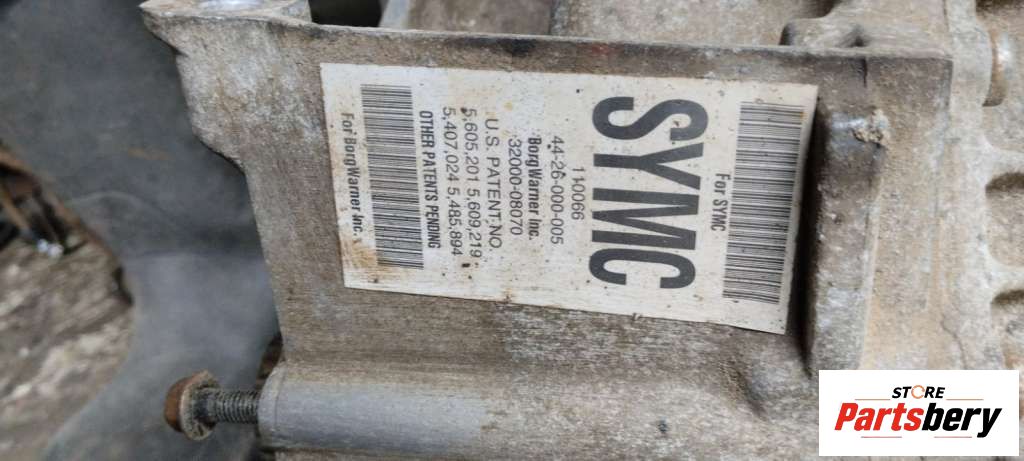 For SYMC
SYMC
110066
44-26-000-005
BorgWarner Inc.
32000-08070
U.S. PATENT, NO.
5,605,201 5,609,219
5,407,024 5,485,894
OTHER PATENTS PENDING
For BorgWarner Inc.
STORE
Partsbery